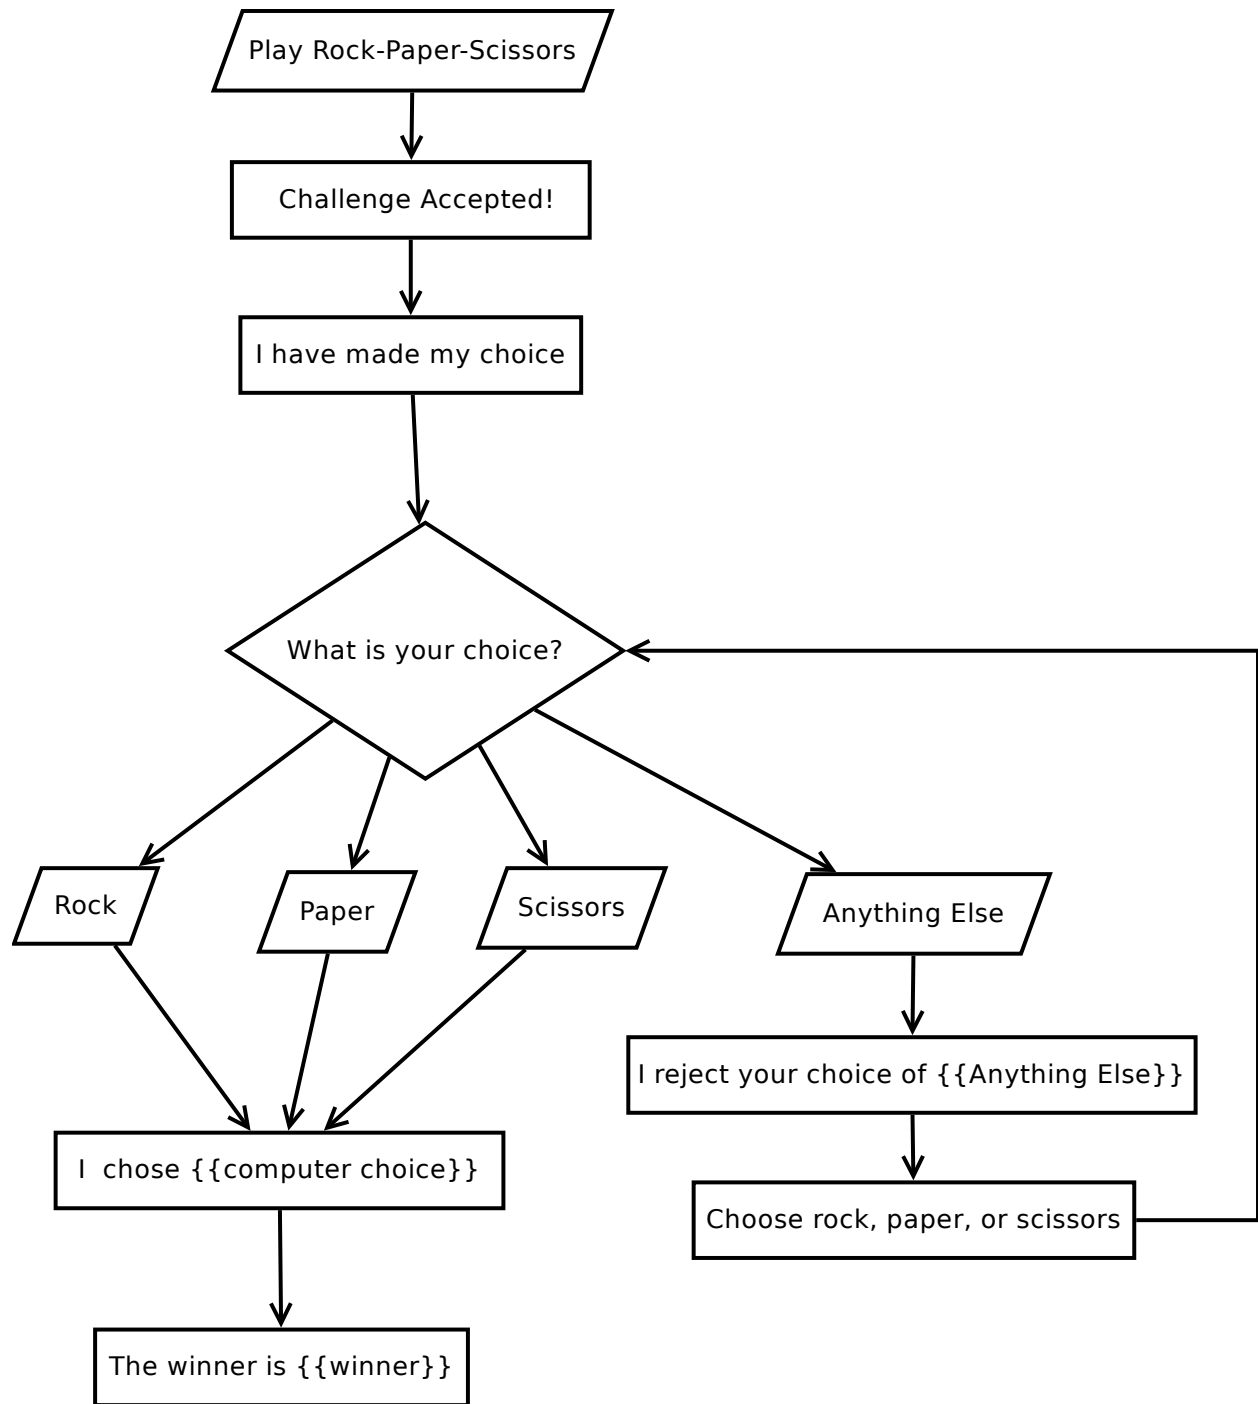 Play Rock-Paper-Scissors
Challenge Accepted!
I have made my choice
What is your choice?
Rock
Paper
Scissors
Anything Else
I reject your choice of {{Anything Else}}
I chose {{computer choice}}
Choose rock, paper, or scissors
The winner is {{winner}}